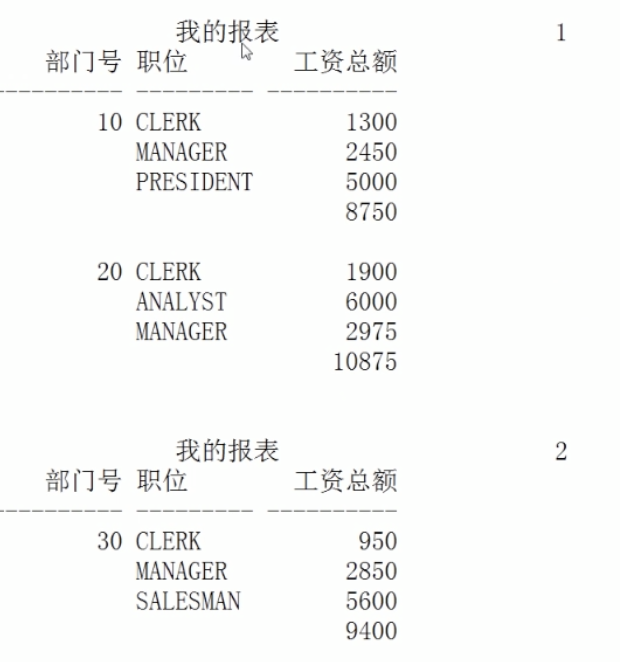 我的报表 1
部门号 职位 工资总额
---------- --------- ----------
10 CLERK 1300
MANAGER 2450
PRESIDENT 5000
8750
20 CLERK 1900
ANALYST 6000
MANAGER 2975
10875
我的报表 2
部门号 职位 工资总额
---------- --------- ----------
30 CLERK 950
MANAGER 2850
SALESMAN 5600
9400